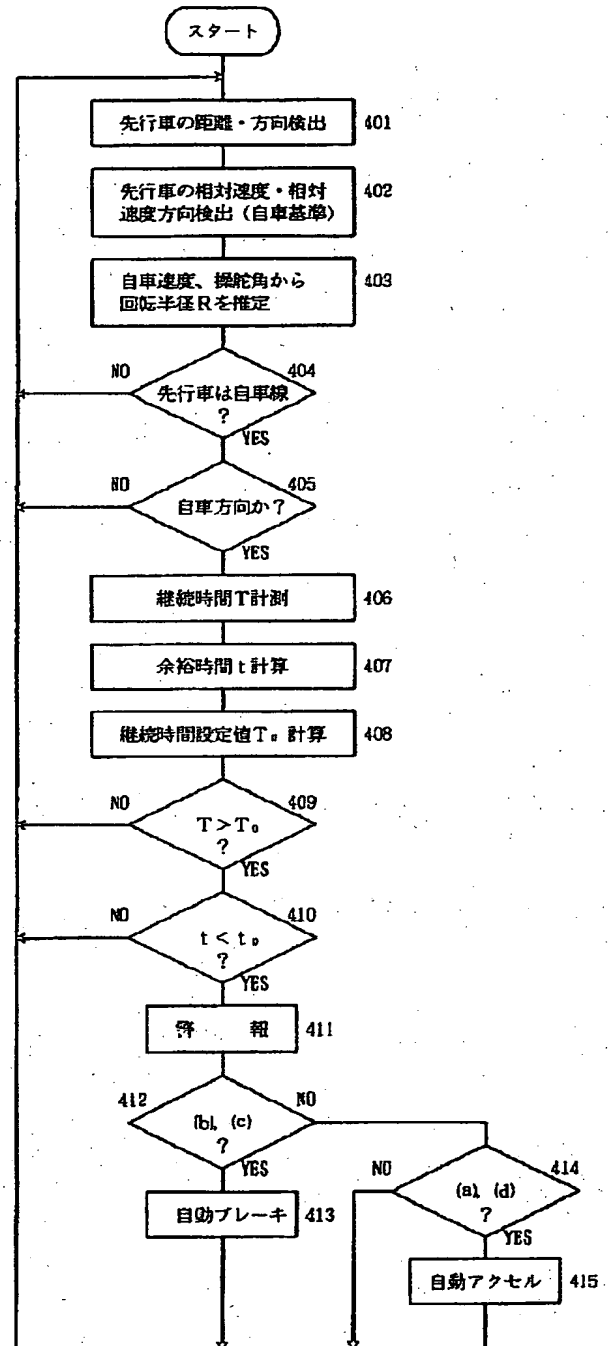 スタート
先行車の距離・方向検出 401
先行車の相対速度・相対
速度方向検出（自車基準）
402
自車速度、操舵角から
回転半径Rを推定
403
NO
404
先行車は自車線
？
YES
NO
405
自車方向か？
YES
継続時間T計測 406
余裕時間t計算 407
継続時間設定値T₀計算 408
NO
409
T＞T₀
？
YES
NO
410
t＜t₀
？
YES
警 報 411
412
(b), (c)
？
NO
YES
自動ブレーキ 413
NO
414
(a), (d)
？
YES
自動アクセル 415